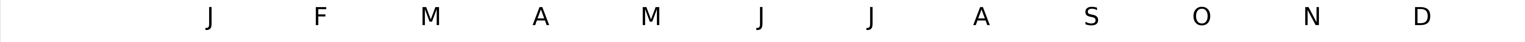 J F M A M J J A S O N D